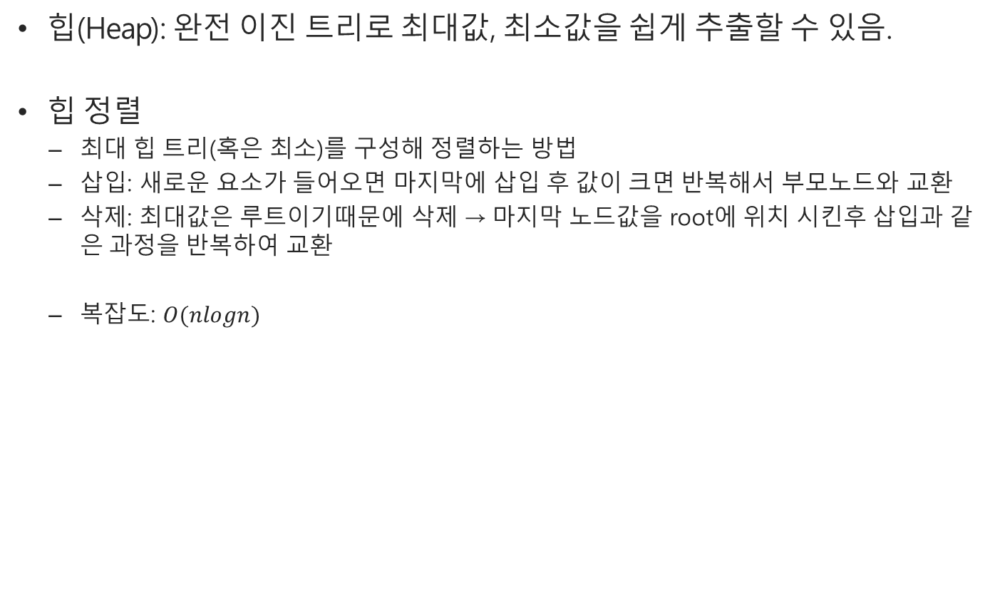 • 힙(Heap): 완전 이진 트리로 최대값, 최소값을 쉽게 추출할 수 있음.
• 힙 정렬
– 최대 힙 트리(혹은 최소)를 구성해 정렬하는 방법
– 삽입: 새로운 요소가 들어오면 마지막에 삽입 후 값이 크면 반복해서 부모노드와 교환
– 삭제: 최대값은 루트이기때문에 삭제 → 마지막 노드값을 root에 위치 시킨후 삽입과 같
은 과정을 반복하여 교환
– 복잡도: O(nlogn)